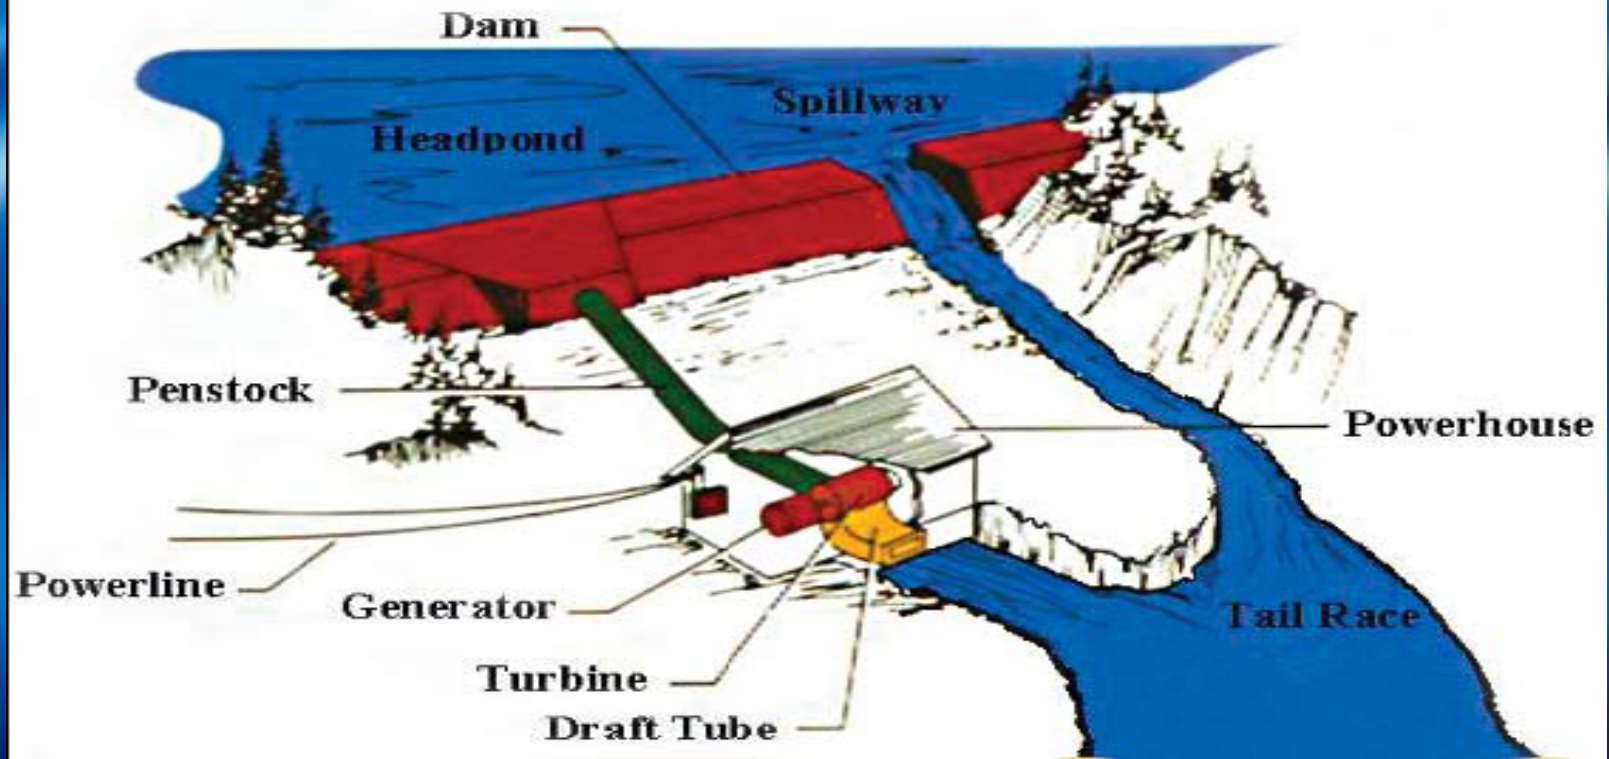 Dam
Spillway
Headpond
Penstock
Powerhouse
Powerline
Generator
Tail Race
Turbine
Draft Tube